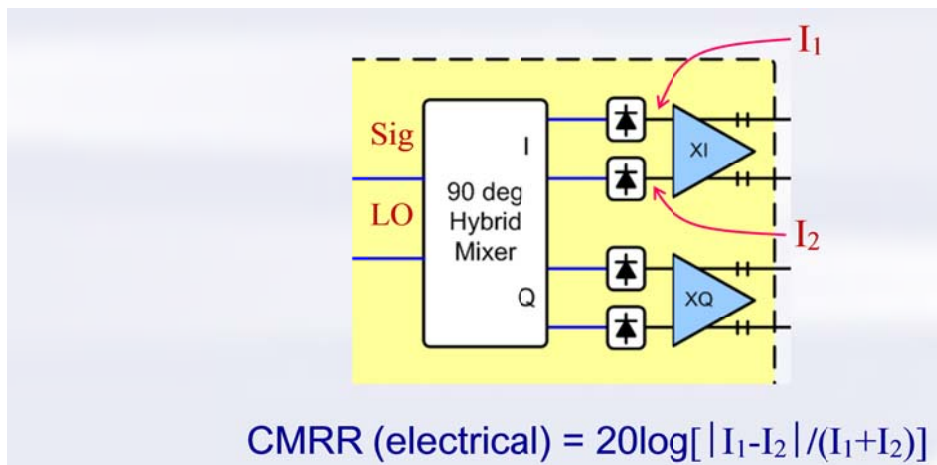 I₁
Sig
I
XI
90 deg
LO
Hybrid
Mixer
I₂
Q
XQ
CMRR (electrical) = 20log[|I₁-I₂|/(I₁+I₂)]